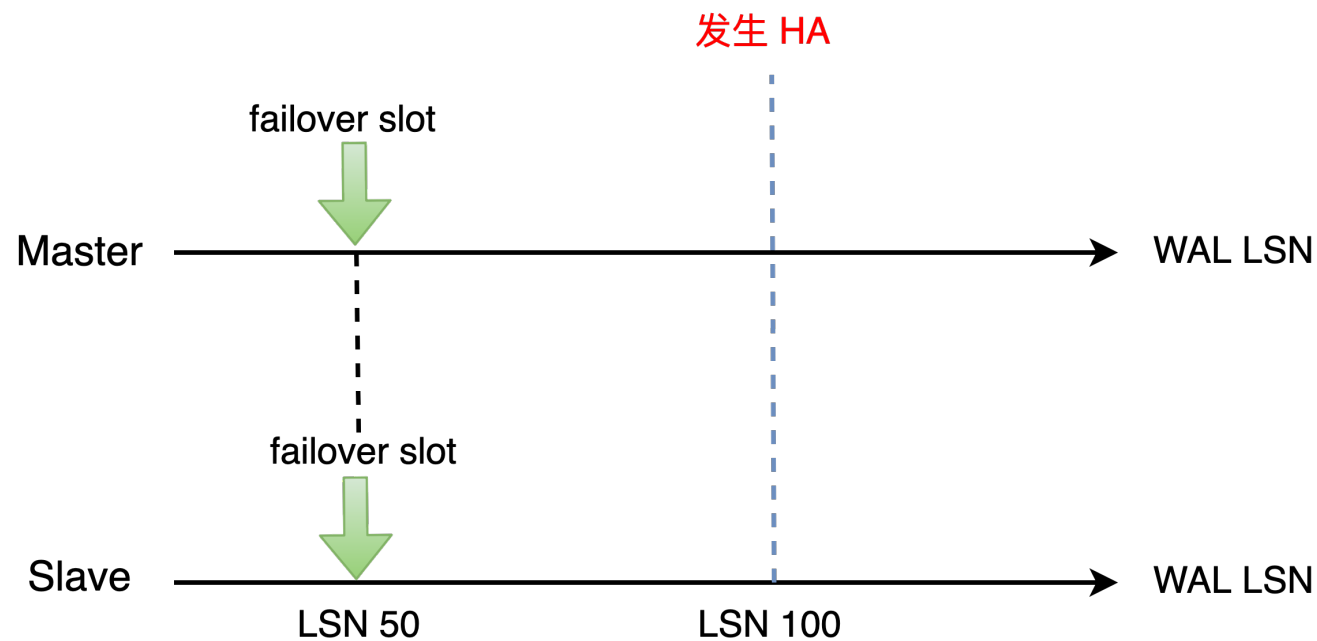 发生 HA
failover slot
Master
WAL LSN
failover slot
Slave
WAL LSN
LSN 50
LSN 100